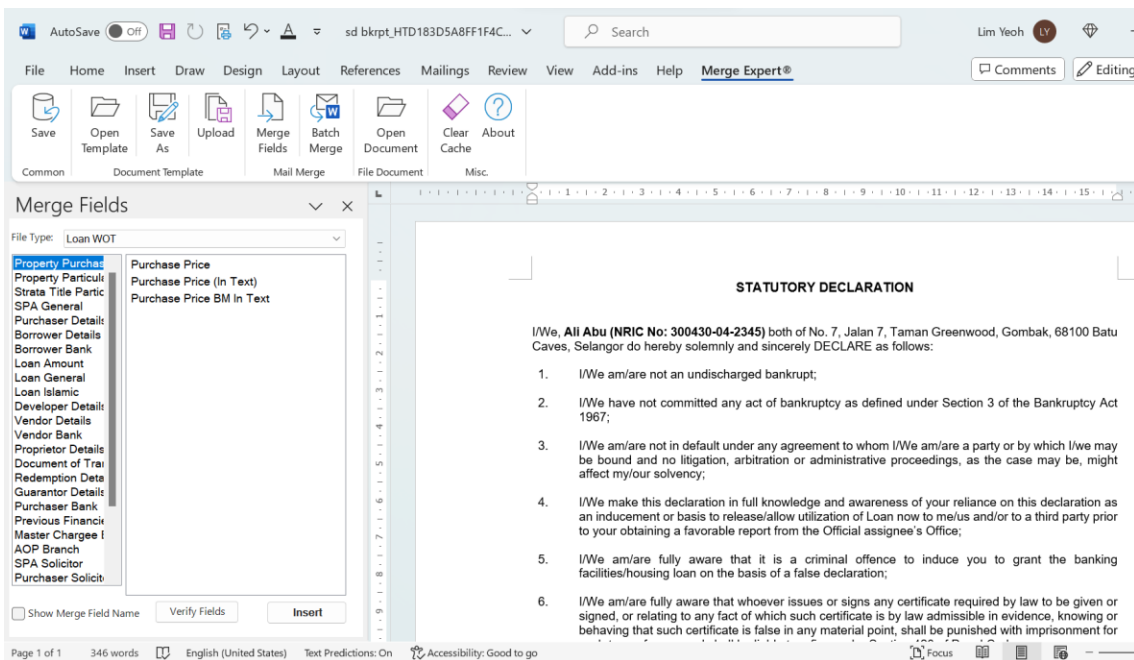 AutoSave Off sd bkrpt_HTD183D5A8FF1F4C... Search Lim Yeoh LY
File Home Insert Draw Design Layout References Mailings Review View Add-ins Help Merge Expert® Comments Editing
Save Open Template Save As Upload Merge Fields Batch Merge Open Document Clear Cache About
Common Document Template Mail Merge File Document Misc.
Merge Fields
File Type: Loan WOT
Property Purchas
Property Particula
Strata Title Partic
SPA General
Purchaser Details
Borrower Details
Borrower Bank
Loan Amount
Loan General
Loan Islamic
Developer Details
Vendor Details
Vendor Bank
Proprietor Details
Document of Tra
Redemption Deta
Guarantor Details
Purchaser Bank
Previous Financie
Master Chargee
AOP Branch
SPA Solicitor
Purchaser Solicit
Purchase Price
Purchase Price (In Text)
Purchase Price BM In Text
Show Merge Field Name Verify Fields Insert
1 2 3 4 5 6 7 8 9 10 11 12 13 14 15
STATUTORY DECLARATION
I/We, Ali Abu (NRIC No: 300430-04-2345) both of No. 7, Jalan 7, Taman Greenwood, Gombak, 68100 Batu
Caves, Selangor do hereby solemnly and sincerely DECLARE as follows:
1. I/We am/are not an undischarged bankrupt;
2. I/We have not committed any act of bankruptcy as defined under Section 3 of the Bankruptcy Act
1967;
3. I/We am/are not in default under any agreement to whom I/We am/are a party or by which I/we may
be bound and no litigation, arbitration or administrative proceedings, as the case may be, might
affect my/our solvency;
4. I/We make this declaration in full knowledge and awareness of your reliance on this declaration as
an inducement or basis to release/allow utilization of Loan now to me/us and/or to a third party prior
to your obtaining a favorable report from the Official assignee's Office;
5. I/We am/are fully aware that it is a criminal offence to induce you to grant the banking
facilities/housing loan on the basis of a false declaration;
6. I/We am/are fully aware that whoever issues or signs any certificate required by law to be given or
signed, or relating to any fact of which such certificate is by law admissible in evidence, knowing or
behaving that such certificate is false in any material point, shall be punished with imprisonment for
Page 1 of 1 346 words English (United States) Text Predictions: On Accessibility: Good to go Focus